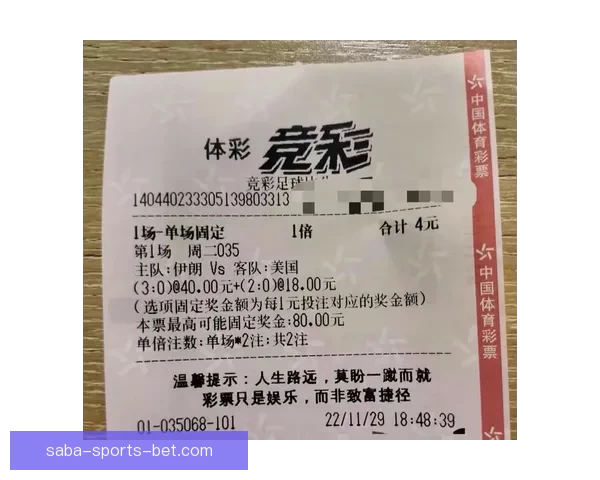 体彩 竞彩
竞彩足球
140440233305139803313
1场-单场固定 1倍 合计 4元
第1场 周二035
主队:伊朗 Vs 客队:美国
(3:0)@40.00元+(2:0)@18.00元
(选项固定奖金额为每1元投注对应的奖金额)
本票最高可能固定奖金:80.00元
单倍注数:单场*2注;共2注
温馨提示：人生路远，莫盼一蹴而就
彩票只是娱乐，而非致富捷径
01-035068-101 22/11/29 18:48:39
中国体育彩票
中国体育彩票
中
saba-sports-bet.com